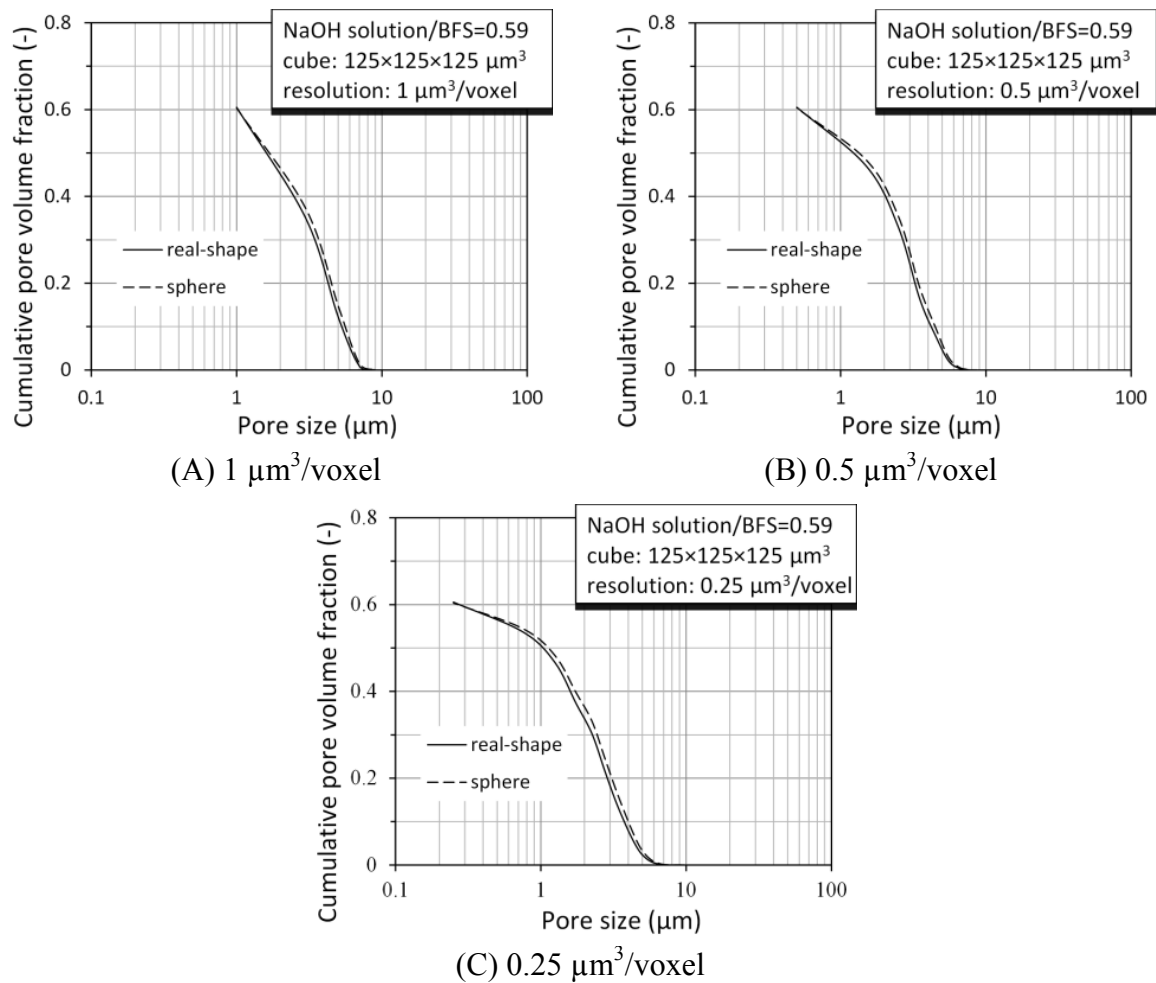 Cumulative pore volume fraction (-)
0.8
0.6
0.4
0.2
0
NaOH solution/BFS=0.59
cube: 125×125×125 µm³
resolution: 1 µm³/voxel
real-shape
sphere
0.1 1 10 100
Pore size (µm)
(A) 1 µm³/voxel
Cumulative pore volume fraction (-)
0.8
0.6
0.4
0.2
0
NaOH solution/BFS=0.59
cube: 125×125×125 µm³
resolution: 0.5 µm³/voxel
real-shape
sphere
0.1 1 10 100
Pore size (µm)
(B) 0.5 µm³/voxel
Cumulative pore volume fraction (-)
0.8
0.6
0.4
0.2
0
NaOH solution/BFS=0.59
cube: 125×125×125 µm³
resolution: 0.25 µm³/voxel
real-shape
sphere
0.1 1 10 100
Pore size (µm)
(C) 0.25 µm³/voxel